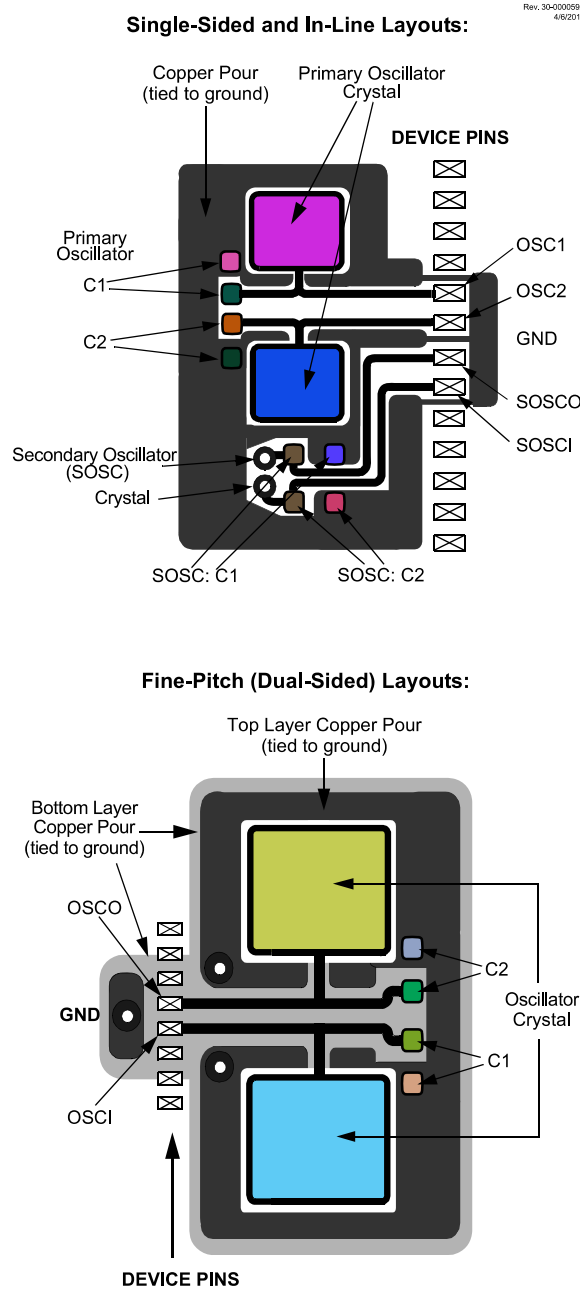 Rev. 30-000059
4/6/201
Single-Sided and In-Line Layouts:
Copper Pour
(tied to ground)
Primary Oscillator
Crystal
DEVICE PINS
Primary
Oscillator
C1
C2
OSC1
OSC2
GND
SOSCO
SOSCI
Secondary Oscillator
(SOSC)
Crystal
SOSC: C1
SOSC: C2
Fine-Pitch (Dual-Sided) Layouts:
Top Layer Copper Pour
(tied to ground)
Bottom Layer
Copper Pour
(tied to ground)
OSCO
GND
OSCI
C2
Oscillator
Crystal
C1
DEVICE PINS